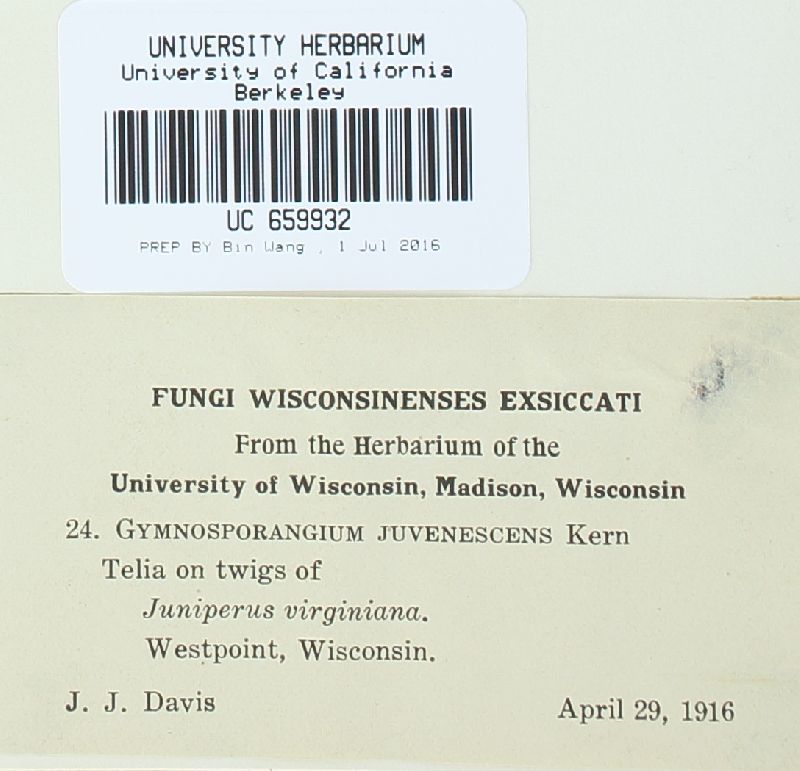 UNIVERSITY HERBARIUM
University of California
Berkeley
UC 659932
PREP BY Bin Wang , 1 Jul 2016
FUNGI WISCONSINENSES EXSICCATI
From the Herbarium of the
University of Wisconsin, Madison, Wisconsin
24. GYMNOSPORANGIUM JUVENESCENS Kern
Telia on twigs of
Juniperus virginiana.
Westpoint, Wisconsin.
J. J. Davis April 29, 1916